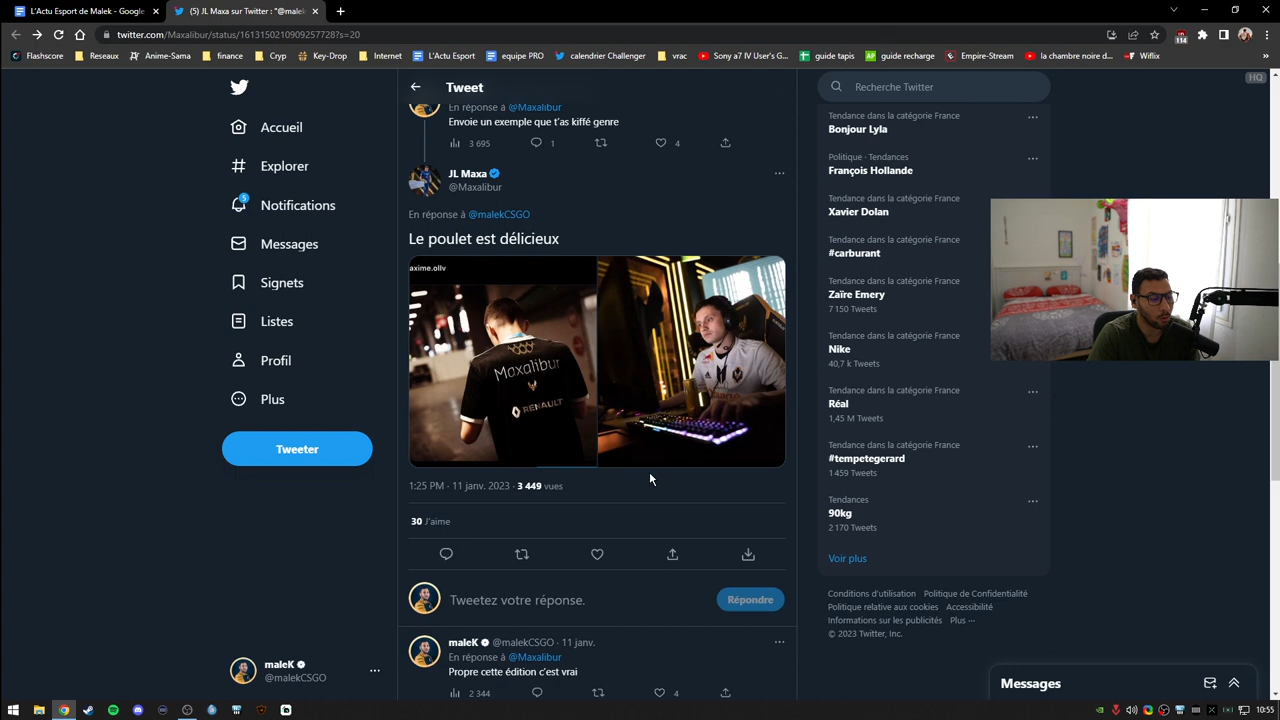 L'Actu Esport de Malek - Google
(5) JL Maxa sur Twitter : "@malek
twitter.com/Maxalibur/status/1613150210909257728?s=20
114
Flashscore
Reseaux
Anime-Sama
finance
Cryp
Key-Drop
Internet
L'Actu Esport
equipe PRO
calendrier Challenger
vrac
Sony a7 IV User's G...
guide tapis
guide recharge
Empire-Stream
la chambre noire d...
Wiflix
HQ
Accueil
Explorer
5
Notifications
Messages
Signets
Listes
Profil
Plus
Tweeter
maleK
@malekCSGO
Tweet
En réponse à @Maxalibur
Envoie un exemple que t'as kiffé genre
3 695
1
4
JL Maxa
@Maxalibur
En réponse à @malekCSGO
Le poulet est délicieux
axime.ollv
Maxalibur
RENAULT
1:25 PM · 11 janv. 2023 · 3 449 vues
30 J'aime
Tweetez votre réponse.
Répondre
maleK @malekCSGO · 11 janv.
En réponse à @Maxalibur
Propre cette édition c'est vrai
2 344
4
Recherche Twitter
Tendance dans la catégorie France
Bonjour Lyla
Politique · Tendances
François Hollande
Tendance dans la catégorie France
Xavier Dolan
Tendance dans la catégorie France
#carburant
Tendance dans la catégorie France
Zaïre Emery
7 150 Tweets
Tendance dans la catégorie France
Nike
40,7 k Tweets
Tendance dans la catégorie France
Réal
1,45 M Tweets
Tendance dans la catégorie France
#tempetegerard
1 459 Tweets
Tendances
90kg
2 170 Tweets
Voir plus
Conditions d'utilisation Politique de Confidentialité
Politique relative aux cookies Accessibilité
Informations sur les publicités Plus ···
© 2023 Twitter, Inc.
Messages
10:55